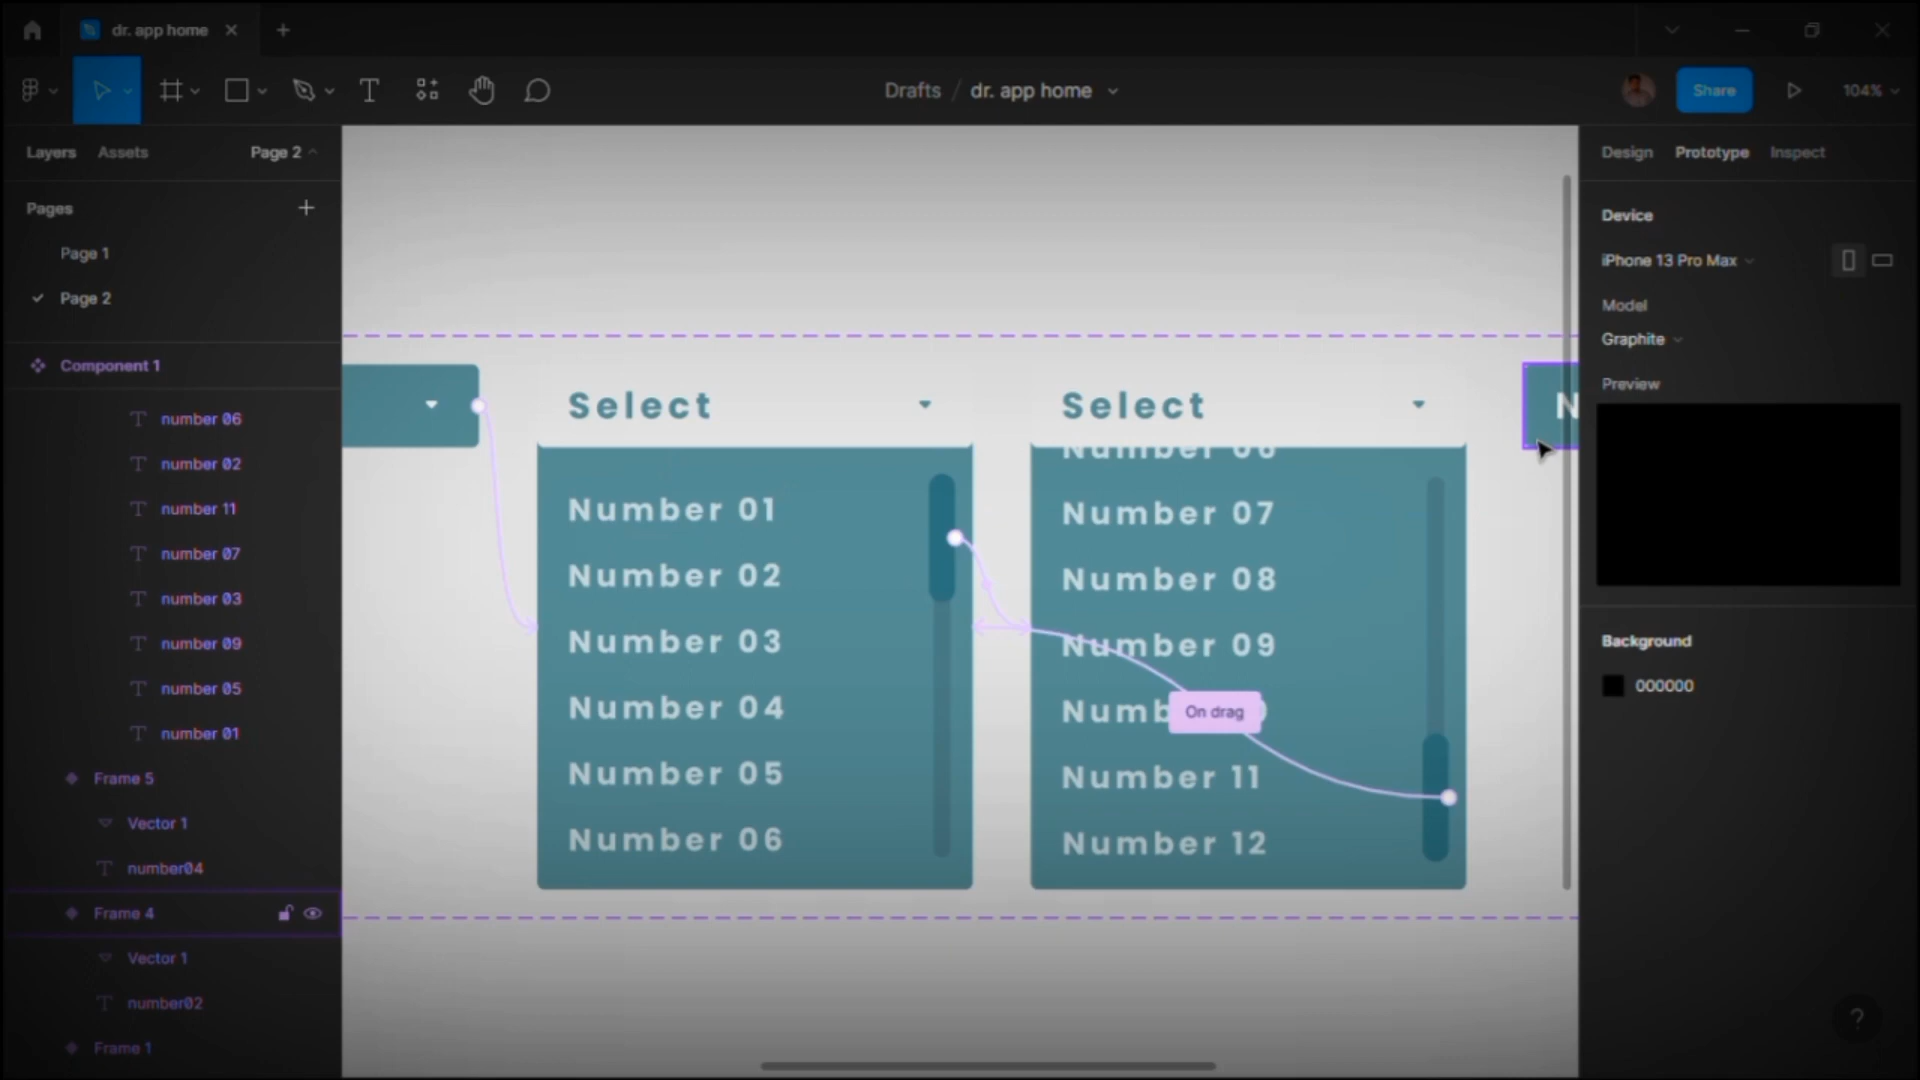 dr. app home
Drafts / dr. app home
Share
104%
Layers
Assets
Page 2
Pages
Page 1
Page 2
Component 1
number 06
number 02
number 11
number 07
number 03
number 09
number 05
number 01
Frame 5
Vector 1
number04
Frame 4
Vector 1
number02
Frame 1
Select
Number 01
Number 02
Number 03
Number 04
Number 05
Number 06
Select
Number 07
Number 08
Number 09
On drag
Number 11
Number 12
N
Design
Prototype
Inspect
Device
iPhone 13 Pro Max
Model
Graphite
Preview
Background
000000
?